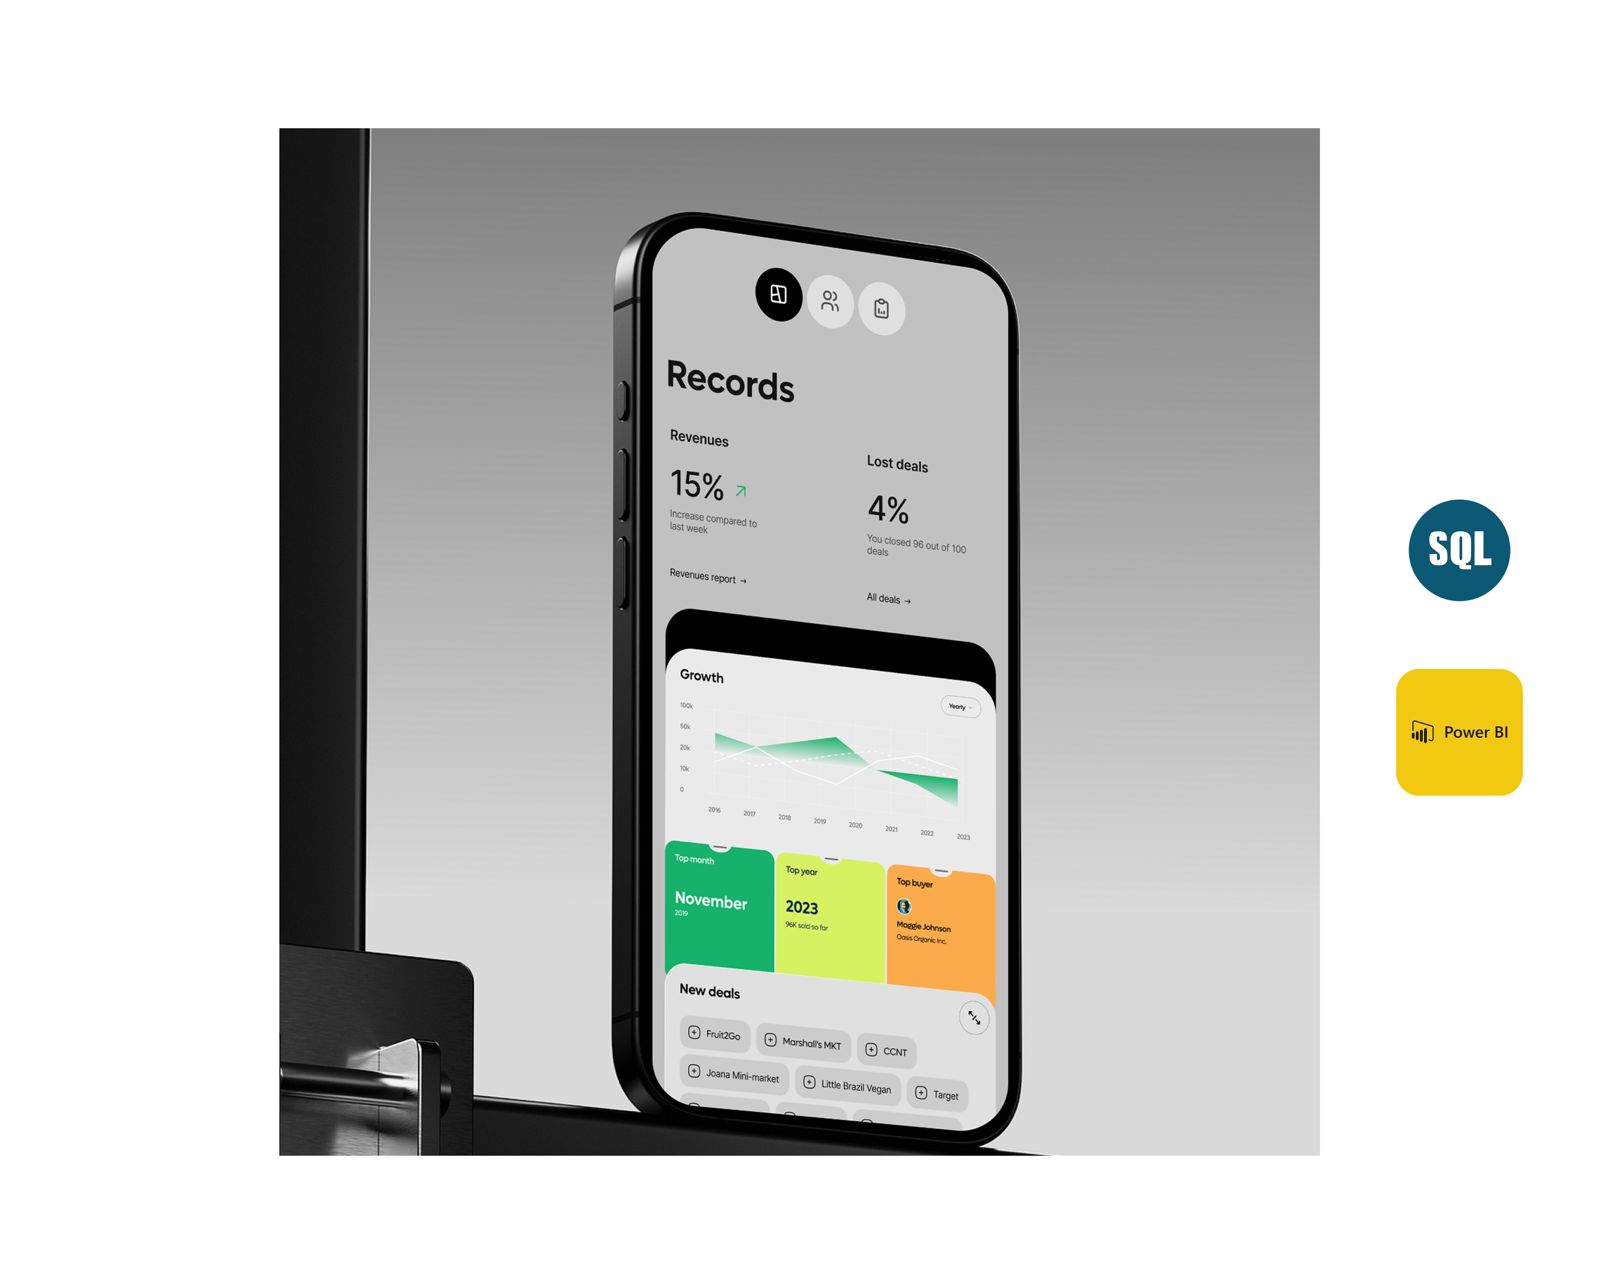 Records
Revenues
15%
Increase compared to
last week
Revenues report →
Lost deals
4%
You closed 96 out of 100
deals
All deals →
Growth
Yearly
100k
50k
20k
10k
0
2016 2017 2018 2019 2020 2021 2022 2023
Top month
November
2019
Top year
2023
96K sold so far
Top buyer
Maggie Johnson
Oasis Organic Inc.
New deals
Fruit2Go
Marshall's MKT
CCNT
Joana Mini-market
Little Brazil Vegan
Target
SQL
Power BI